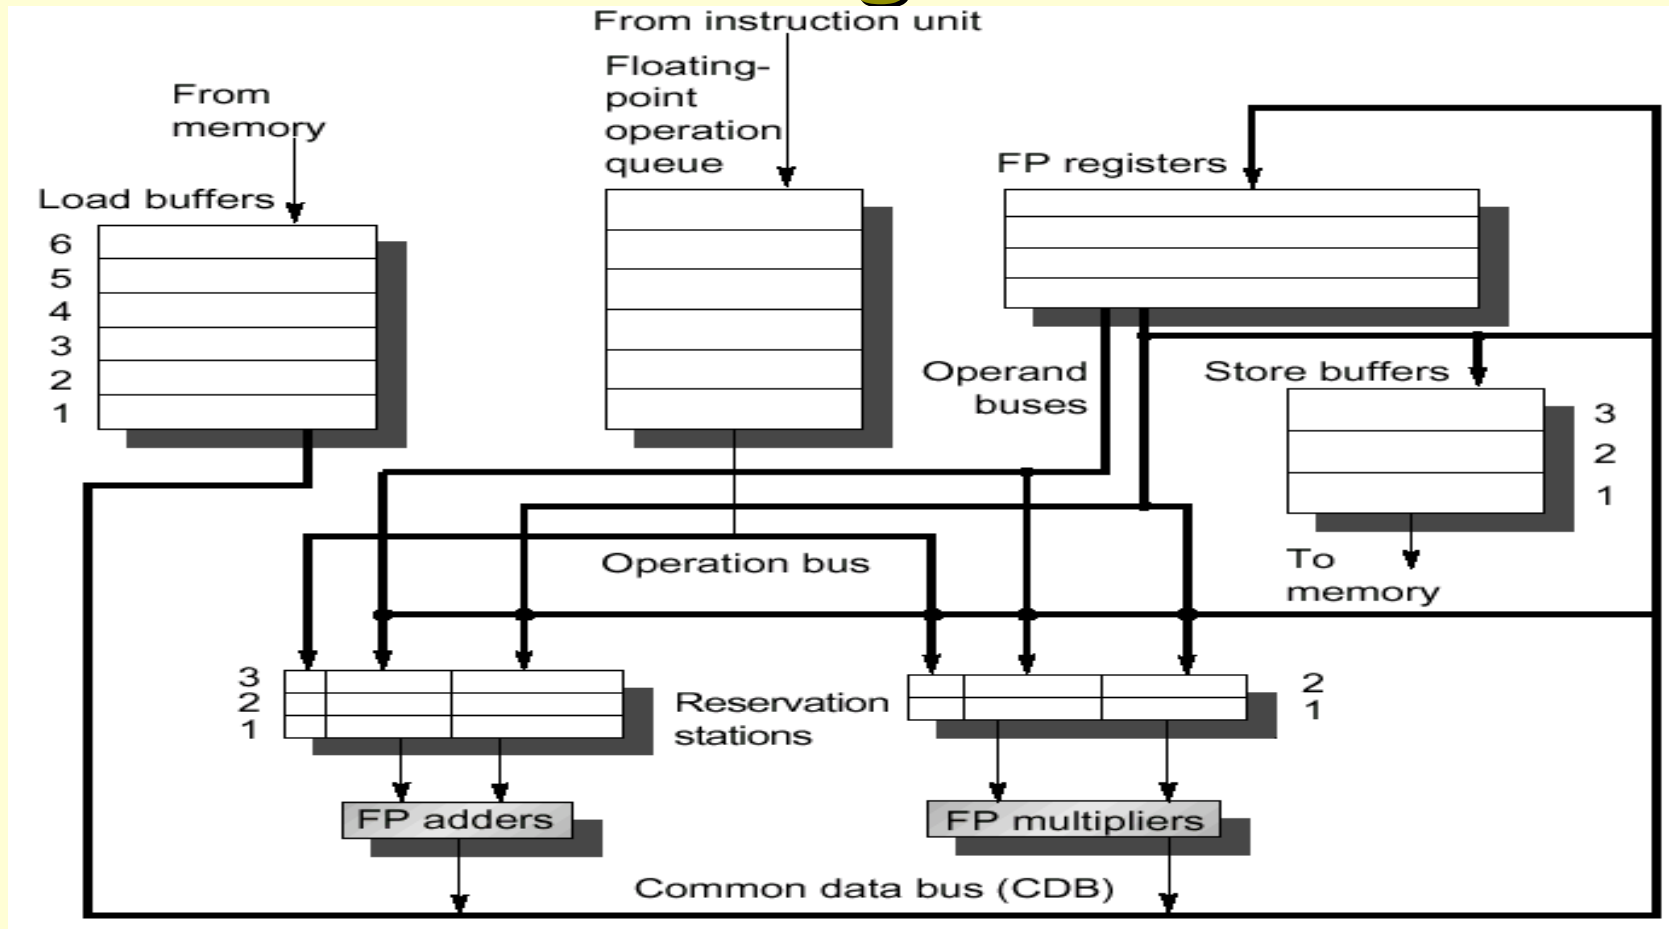 From instruction unit
Floating-
point
operation
queue
From
memory
FP registers
Load buffers
6
5
4
3
2
1
Operand
buses
Store buffers
3
2
1
To
memory
Operation bus
3
2
1
Reservation
stations
2
1
FP adders
FP multipliers
Common data bus (CDB)